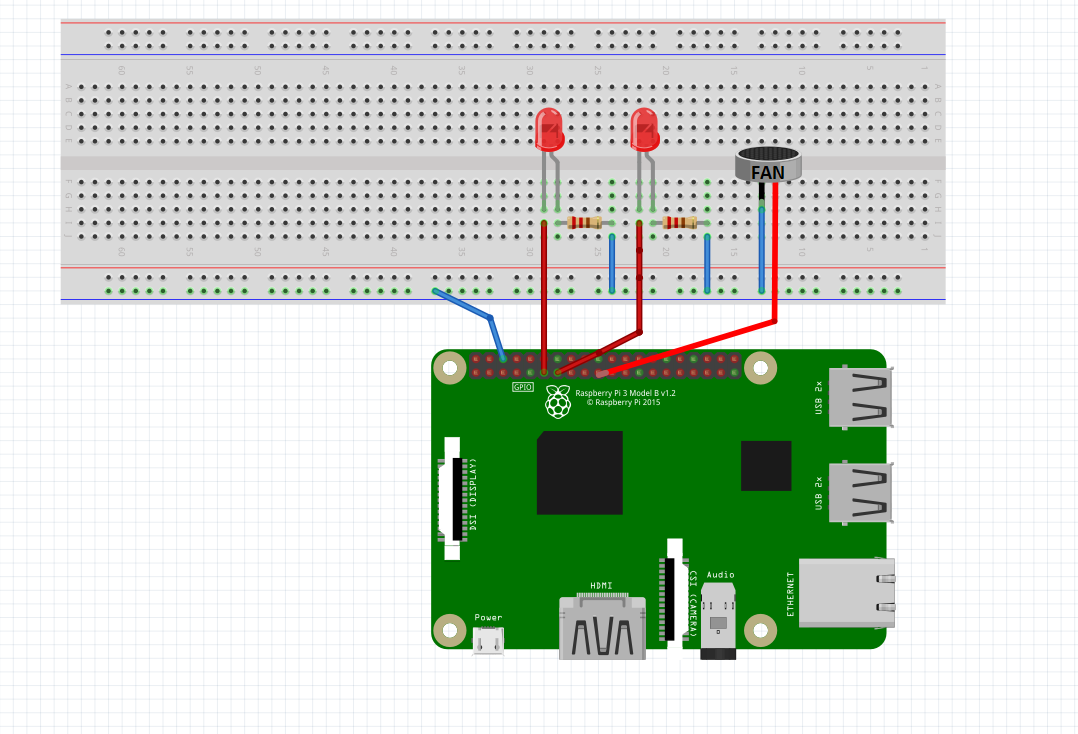 60 55 50 45 40 35 30 25 20 15 10 5 1
A A
B B
C C
D D
E E
FAN
F F
G G
H H
I I
J J
60 55 50 45 40 35 30 25 20 15 10 5 1
GPIO
Raspberry Pi 3 Model B v1.2
© Raspberry Pi 2015
USB 2x
DSI (DISPLAY)
USB 2x
HDMI
CSI (CAMERA)
Audio
ETHERNET
Power